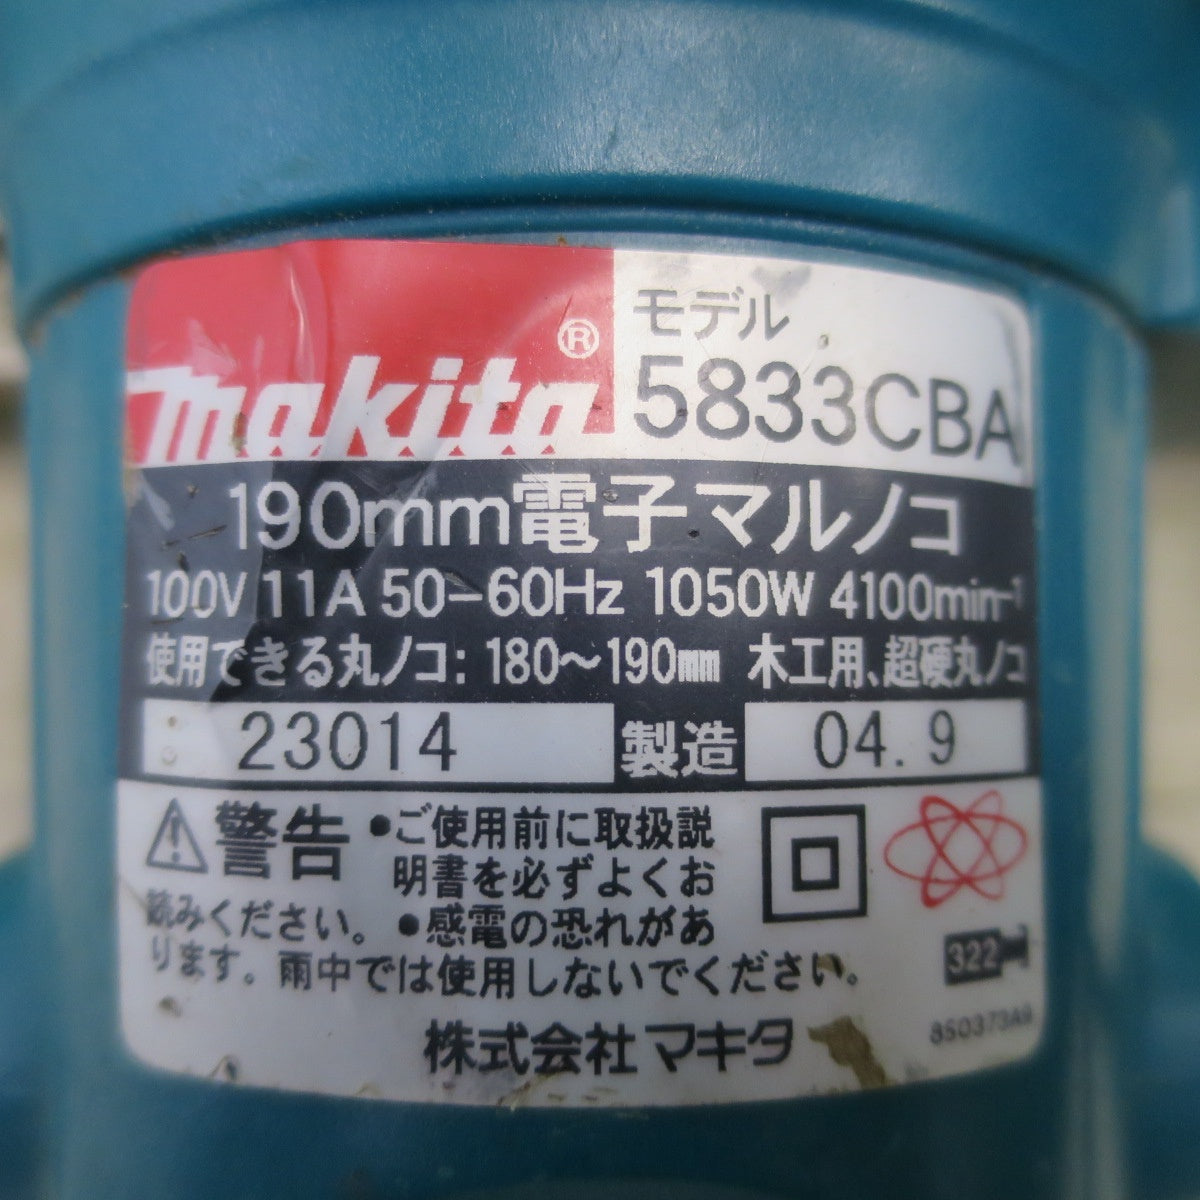 makita®
モデル
5833CBA
190mm電子マルノコ
100V 11A 50-60Hz 1050W 4100min⁻¹
使用できる丸ノコ:180~190mm 木工用、超硬丸ノコ
23014 製造 04.9
⚠警告 •ご使用前に取扱説
明書を必ずよくお
読みください。 •感電の恐れがあ
ります。雨中では使用しないでください。
322
株式会社マキタ